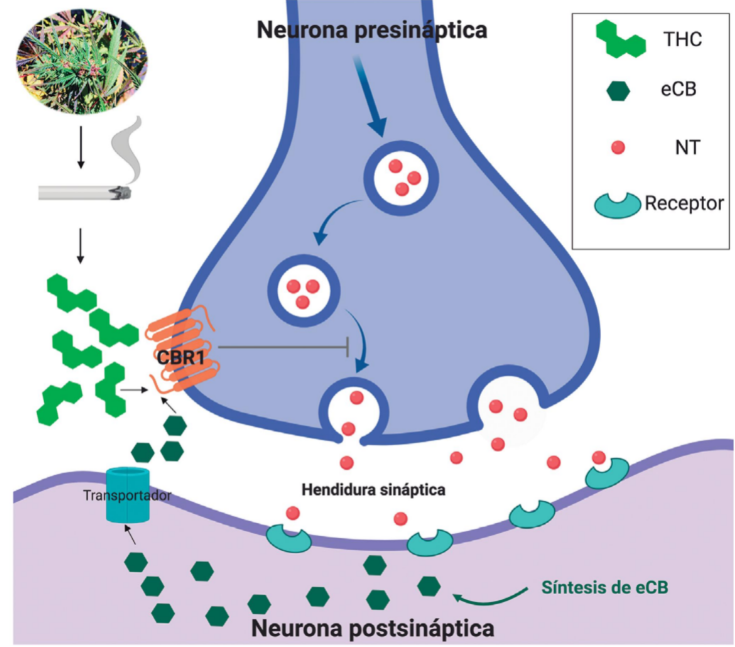 Neurona presináptica
THC
eCB
NT
Receptor
CBR1
Transportador
Hendidura sináptica
Síntesis de eCB
Neurona postsináptica